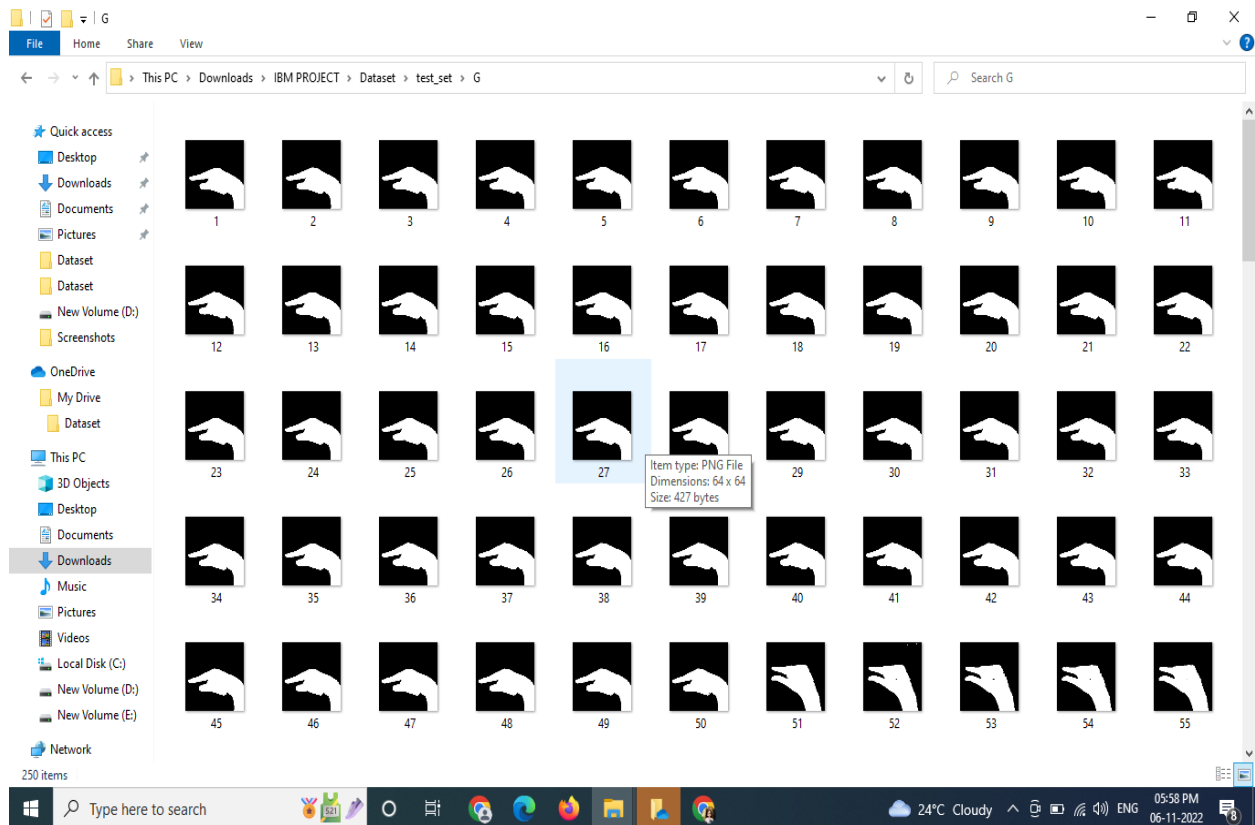 G
File Home Share View
This PC > Downloads > IBM PROJECT > Dataset > test_set > G
Search G
Quick access
Desktop
Downloads
Documents
Pictures
Dataset
Dataset
New Volume (D:)
Screenshots
OneDrive
My Drive
Dataset
This PC
3D Objects
Desktop
Documents
Downloads
Music
Pictures
Videos
Local Disk (C:)
New Volume (D:)
New Volume (E:)
Network
1 2 3 4 5 6 7 8 9 10 11
12 13 14 15 16 17 18 19 20 21 22
23 24 25 26 27 29 30 31 32 33
Item type: PNG File
Dimensions: 64 x 64
Size: 427 bytes
34 35 36 37 38 39 40 41 42 43 44
45 46 47 48 49 50 51 52 53 54 55
250 items
Type here to search
521
24°C Cloudy
ENG
05:58 PM
06-11-2022
8